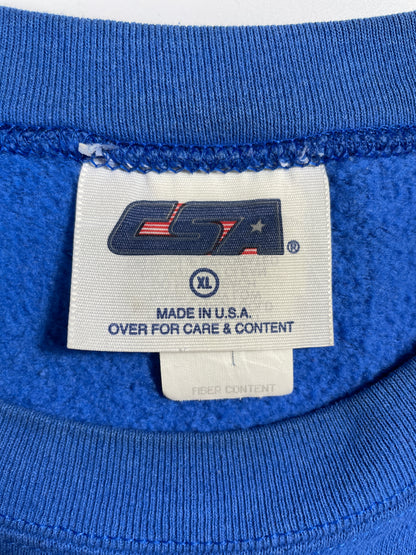 CSA®
XL
MADE IN U.S.A.
OVER FOR CARE & CONTENT
FIBER CONTENT